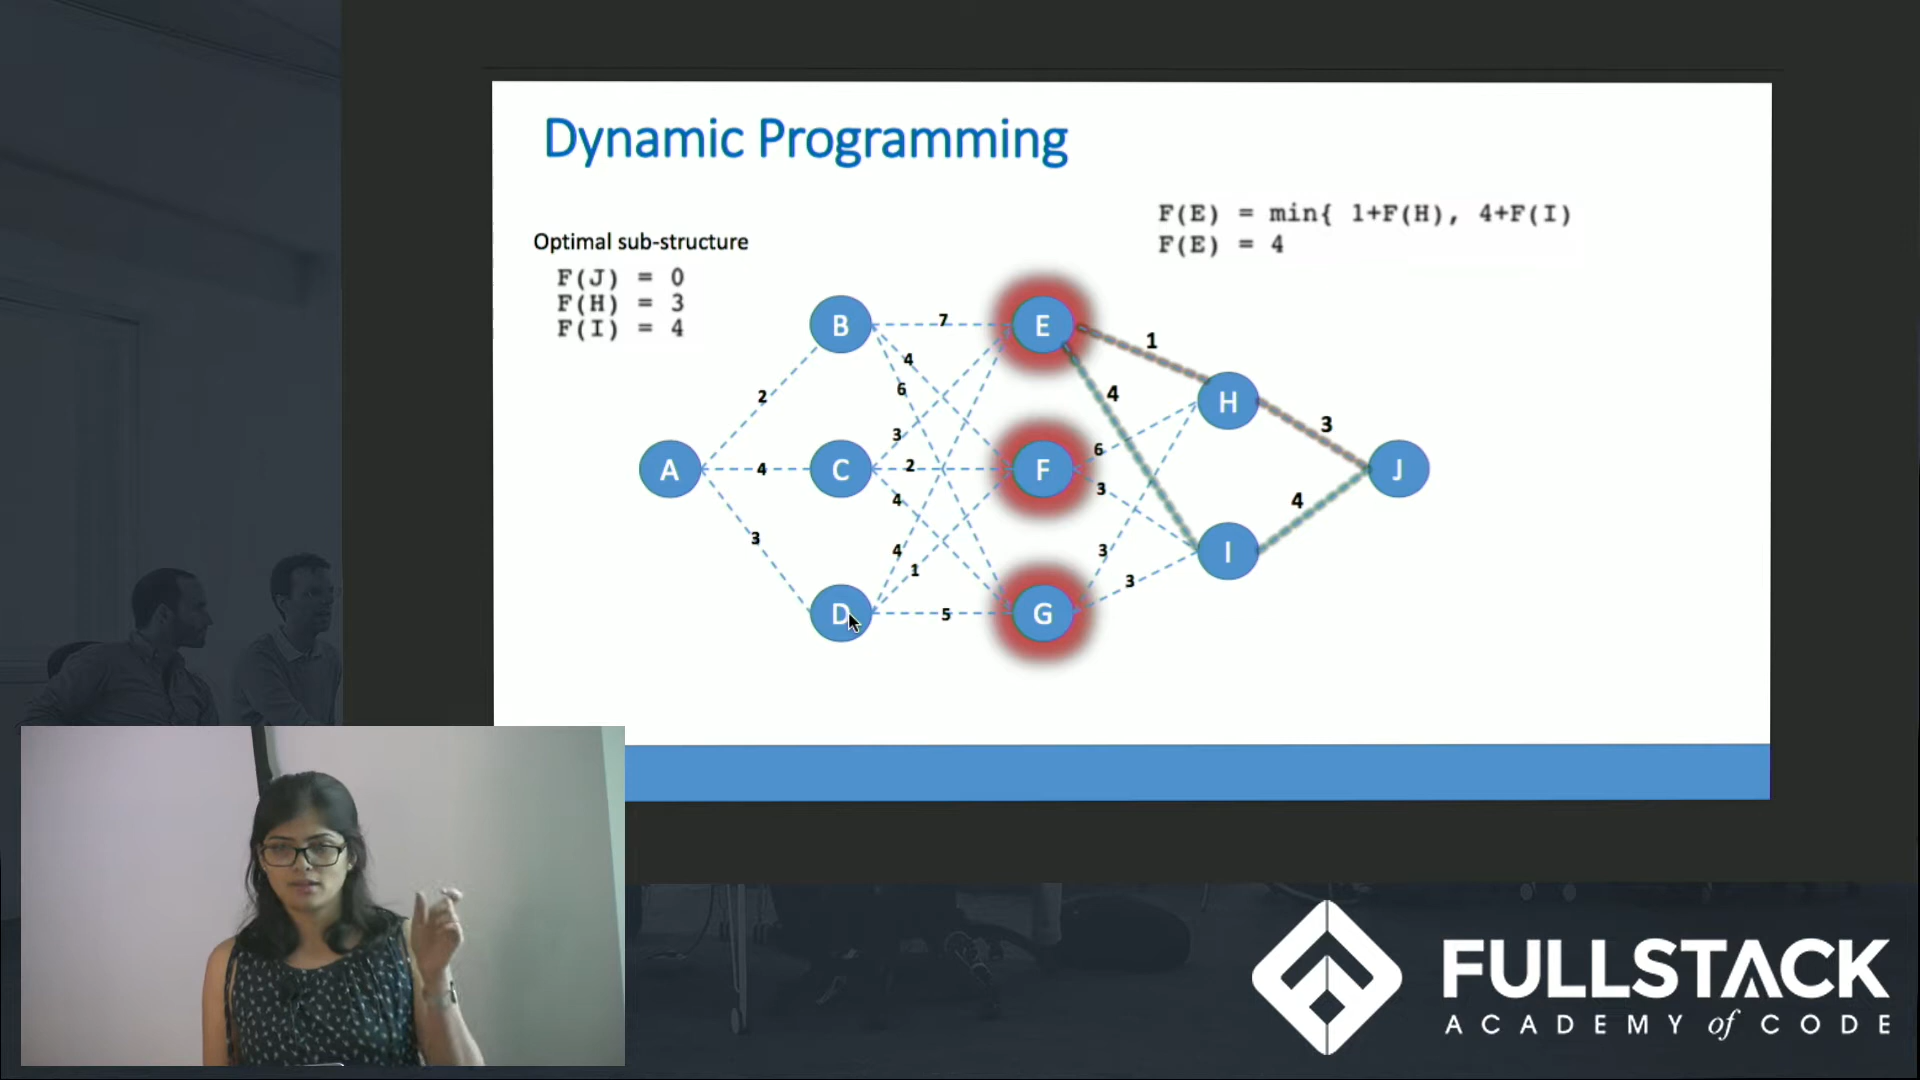 Dynamic Programming
F(E) = min{ 1+F(H), 4+F(I)
F(E) = 4
Optimal sub-structure
F(J) = 0
F(H) = 3
F(I) = 4
B
7
E
1
4
4
2
6
H
3
3
A
4
C
2
F
6
J
4
3
4
3
4
3
I
1
3
D
5
G
FULLSTACK
ACADEMY of CODE